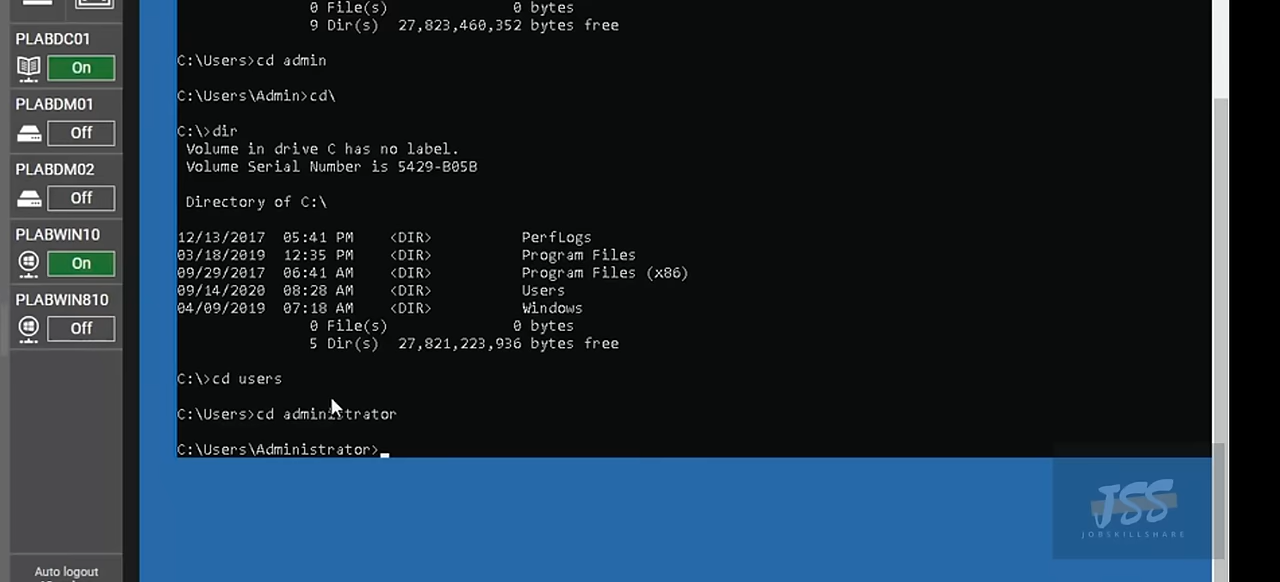 0 File(s) 0 bytes
9 Dir(s) 27,823,460,352 bytes free
C:\Users>cd admin
C:\Users\Admin>cd\
C:\>dir
Volume in drive C has no label.
Volume Serial Number is 5429-B05B
Directory of C:\
12/13/2017 05:41 PM <DIR> PerfLogs
03/18/2019 12:35 PM <DIR> Program Files
09/29/2017 06:41 AM <DIR> Program Files (x86)
09/14/2020 08:28 AM <DIR> Users
04/09/2019 07:18 AM <DIR> Windows
0 File(s) 0 bytes
5 Dir(s) 27,821,223,936 bytes free
C:\>cd users
C:\Users>cd administrator
C:\Users\Administrator>
PLABDC01
On
PLABDM01
Off
PLABDM02
Off
PLABWIN10
On
PLABWIN810
Off
Auto logout
JSS
JOBSKILLSHARE